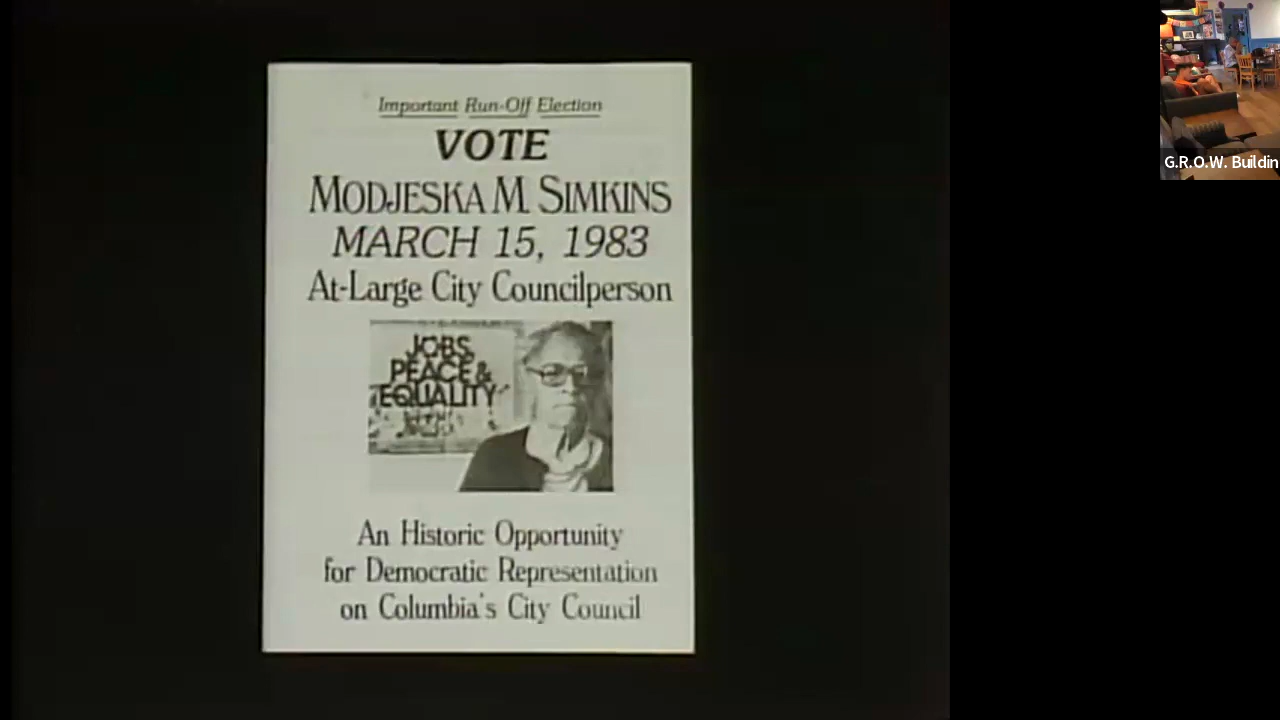 Important Run-Off Election
VOTE
MODJESKA M. SIMKINS
MARCH 15, 1983
At-Large City Councilperson
JOBS,
PEACE &
EQUALITY
An Historic Opportunity
for Democratic Representation
on Columbia's City Council
G.R.O.W. Buildin